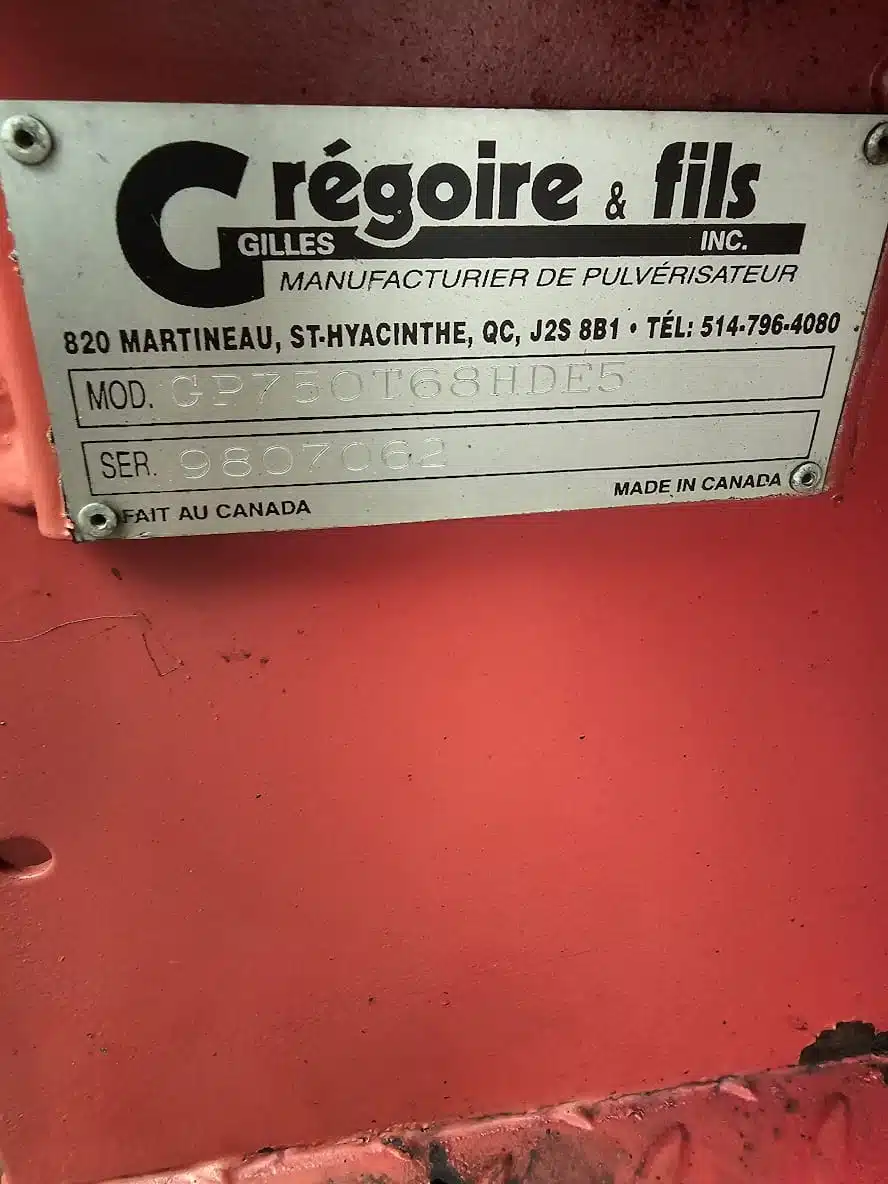 Grégoire & fils
GILLES INC.
MANUFACTURIER DE PULVÉRISATEUR
820 MARTINEAU, ST-HYACINTHE, QC, J2S 8B1 • TÉL: 514-796-4080
MOD. GP750T68HDE5
SER. 9807062
FAIT AU CANADA MADE IN CANADA